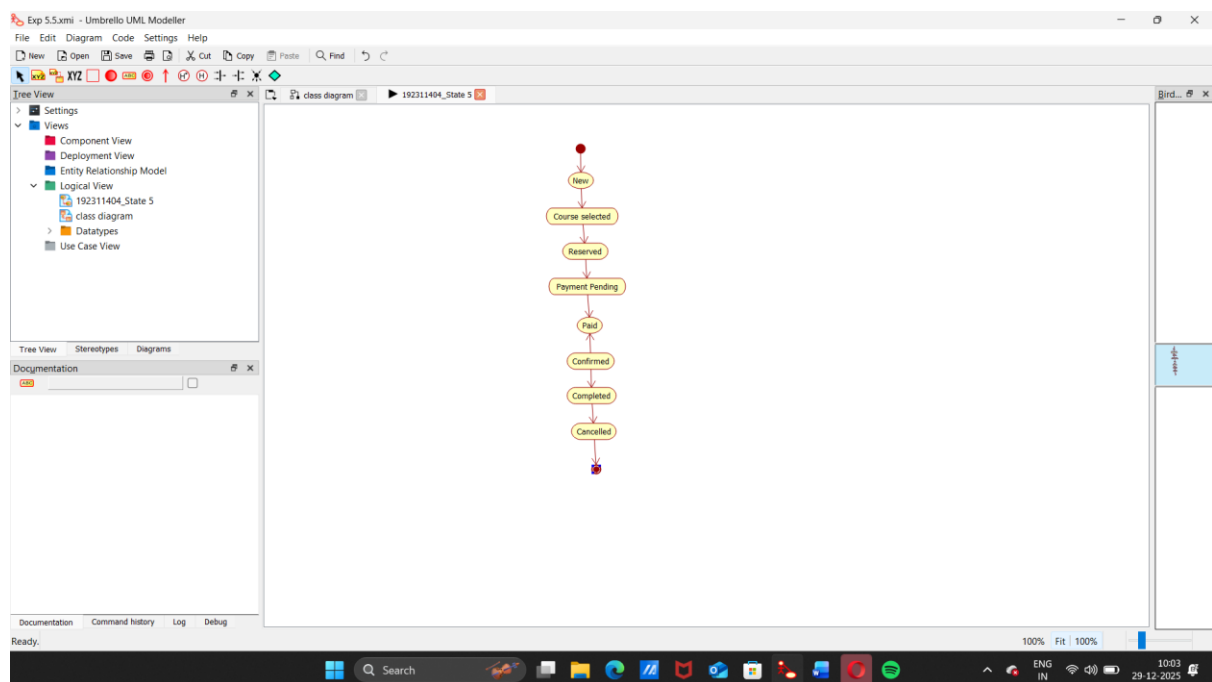 Exp 5.5.xmi - Umbrello UML Modeller
File Edit Diagram Code Settings Help
New Open Save Cut Copy Paste Find
XYZ
Tree View
class diagram
192311404_State 5
Bird...
Settings
Views
Component View
Deployment View
Entity Relationship Model
Logical View
192311404_State 5
class diagram
Datatypes
Use Case View
New
Course selected
Reserved
Payment Pending
Paid
Confirmed
Completed
Cancelled
Tree View Stereotypes Diagrams
Documentation
ABC
Documentation Command history Log Debug
Ready.
100% Fit 100%
Search
ENG
IN
10:03
29-12-2025